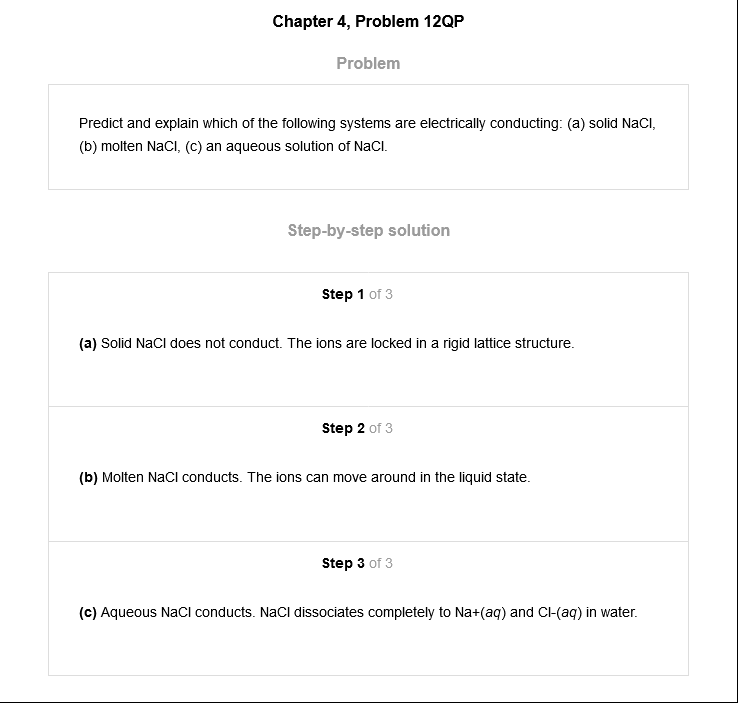 Chapter 4, Problem 12QP
Problem
Predict and explain which of the following systems are electrically conducting: (a) solid NaCl,
(b) molten NaCl, (c) an aqueous solution of NaCl.
Step-by-step solution
Step 1 of 3
(a) Solid NaCl does not conduct. The ions are locked in a rigid lattice structure.
Step 2 of 3
(b) Molten NaCl conducts. The ions can move around in the liquid state.
Step 3 of 3
(c) Aqueous NaCl conducts. NaCl dissociates completely to Na+(aq) and Cl-(aq) in water.